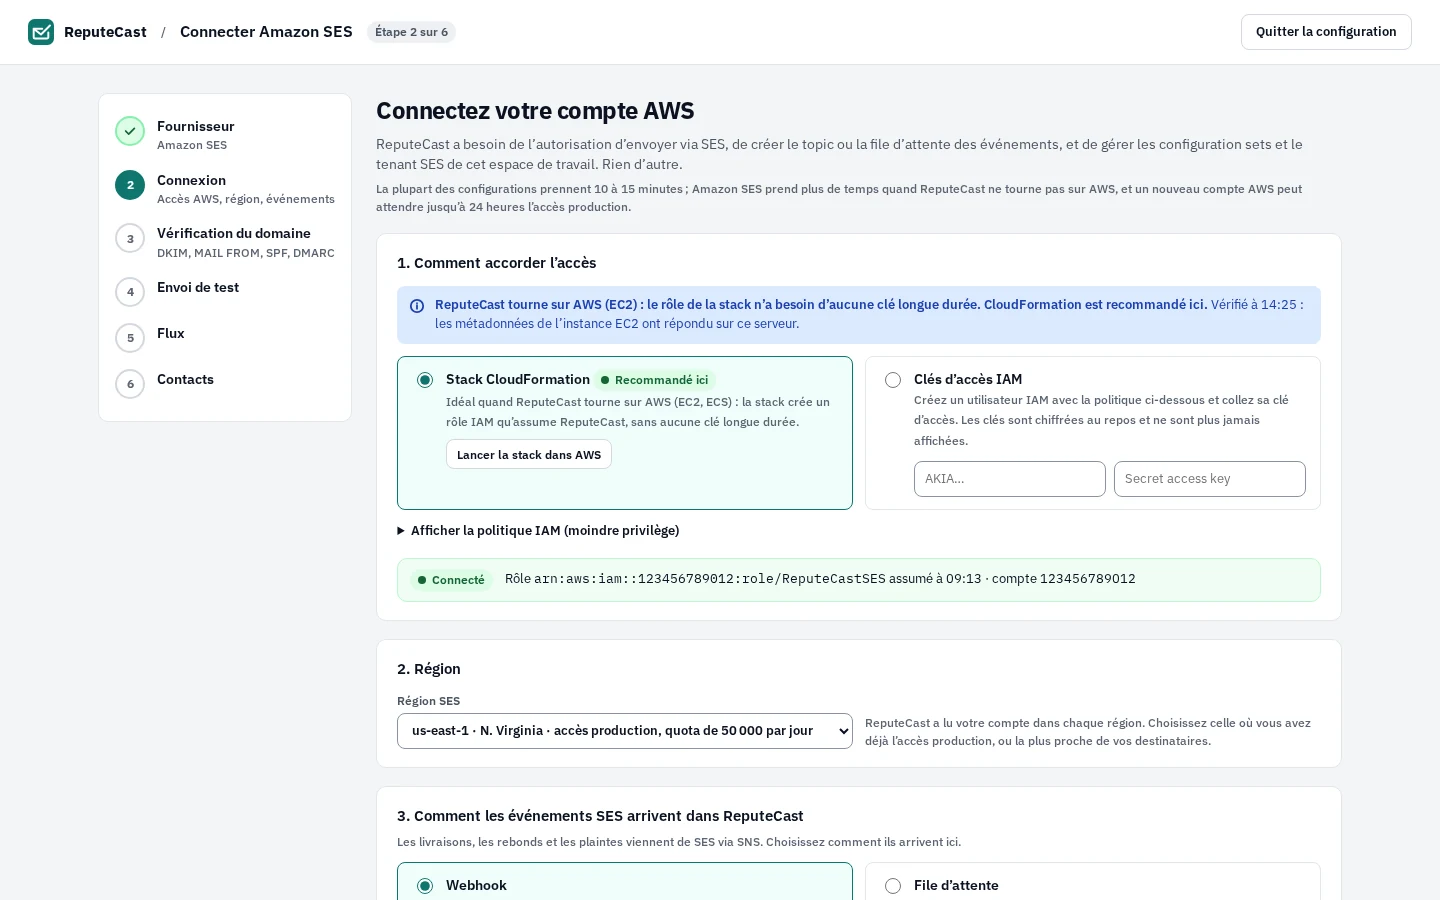 ReputeCast / Connecter Amazon SES Étape 2 sur 6
Quitter la configuration
Fournisseur
Amazon SES
2 Connexion
Accès AWS, région, événements
3 Vérification du domaine
DKIM, MAIL FROM, SPF, DMARC
4 Envoi de test
5 Flux
6 Contacts
Connectez votre compte AWS
ReputeCast a besoin de l’autorisation d’envoyer via SES, de créer le topic ou la file d’attente des événements, et de gérer les configuration sets et le
tenant SES de cet espace de travail. Rien d’autre.
La plupart des configurations prennent 10 à 15 minutes ; Amazon SES prend plus de temps quand ReputeCast ne tourne pas sur AWS, et un nouveau compte AWS peut
attendre jusqu’à 24 heures l’accès production.
1. Comment accorder l’accès
ReputeCast tourne sur AWS (EC2) : le rôle de la stack n’a besoin d’aucune clé longue durée. CloudFormation est recommandé ici. Vérifié à 14:25 :
les métadonnées de l’instance EC2 ont répondu sur ce serveur.
Stack CloudFormation Recommandé ici
Idéal quand ReputeCast tourne sur AWS (EC2, ECS) : la stack crée un
rôle IAM qu’assume ReputeCast, sans aucune clé longue durée.
Lancer la stack dans AWS
Clés d’accès IAM
Créez un utilisateur IAM avec la politique ci-dessous et collez sa clé
d’accès. Les clés sont chiffrées au repos et ne sont plus jamais
affichées.
AKIA…
Secret access key
Afficher la politique IAM (moindre privilège)
Connecté Rôle arn:aws:iam::123456789012:role/ReputeCastSES assumé à 09:13 · compte 123456789012
2. Région
Région SES
us-east-1 · N. Virginia · accès production, quota de 50 000 par jour
ReputeCast a lu votre compte dans chaque région. Choisissez celle où vous avez
déjà l’accès production, ou la plus proche de vos destinataires.
3. Comment les événements SES arrivent dans ReputeCast
Les livraisons, les rebonds et les plaintes viennent de SES via SNS. Choisissez comment ils arrivent ici.
Webhook
File d’attente